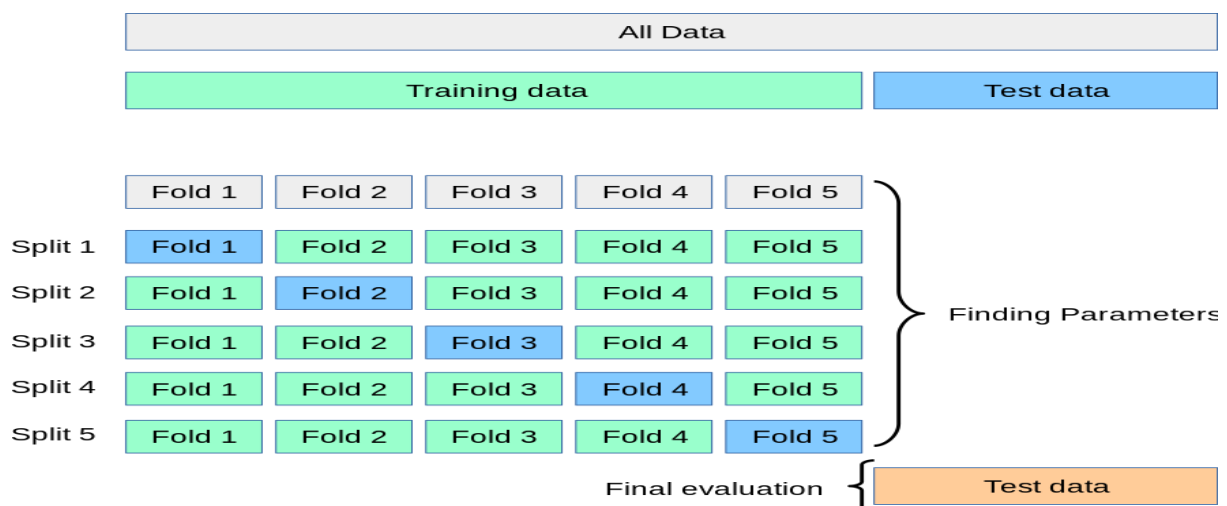 All Data
Training data Test data
Fold 1 Fold 2 Fold 3 Fold 4 Fold 5
Split 1 Fold 1 Fold 2 Fold 3 Fold 4 Fold 5
Split 2 Fold 1 Fold 2 Fold 3 Fold 4 Fold 5
Finding Parameters
Split 3 Fold 1 Fold 2 Fold 3 Fold 4 Fold 5
Split 4 Fold 1 Fold 2 Fold 3 Fold 4 Fold 5
Split 5 Fold 1 Fold 2 Fold 3 Fold 4 Fold 5
Final evaluation Test data